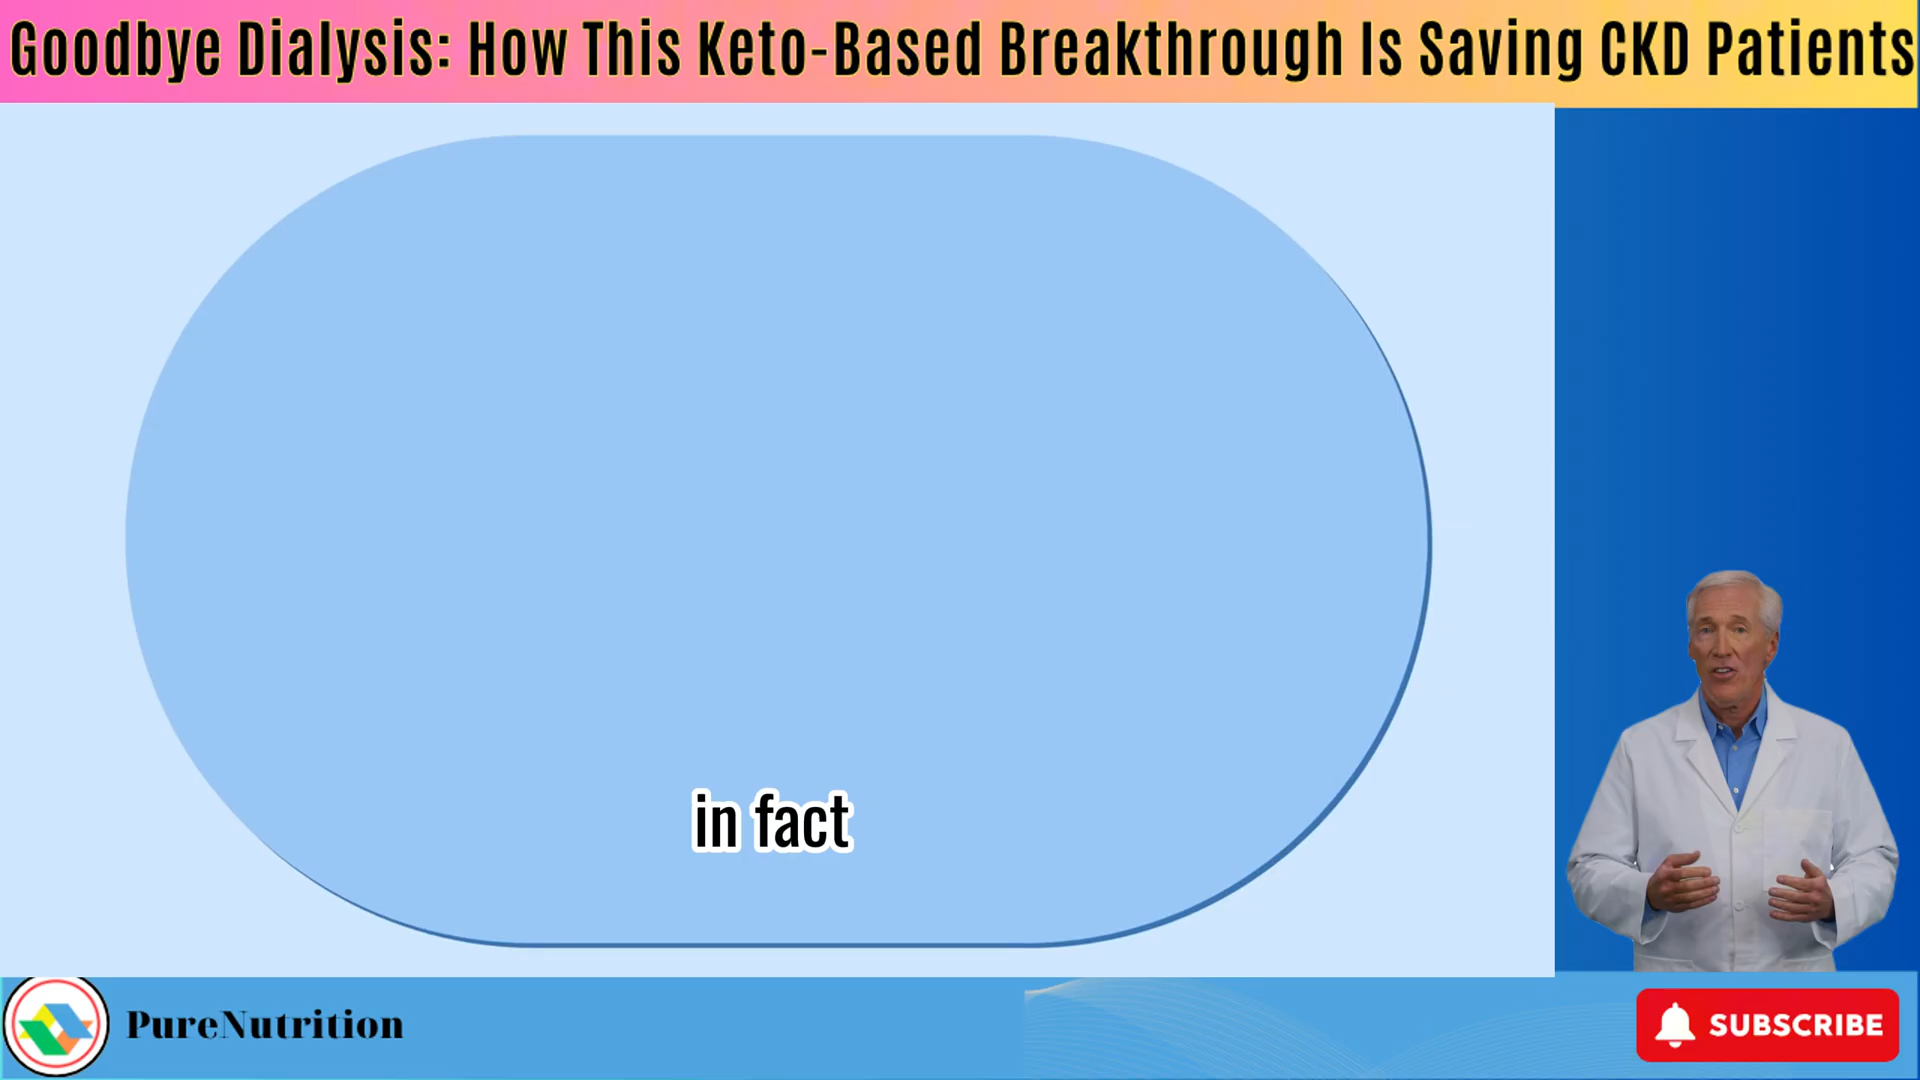 Goodbye Dialysis: How This Keto-Based Breakthrough Is Saving CKD Patients
in fact
PureNutrition
SUBSCRIBE